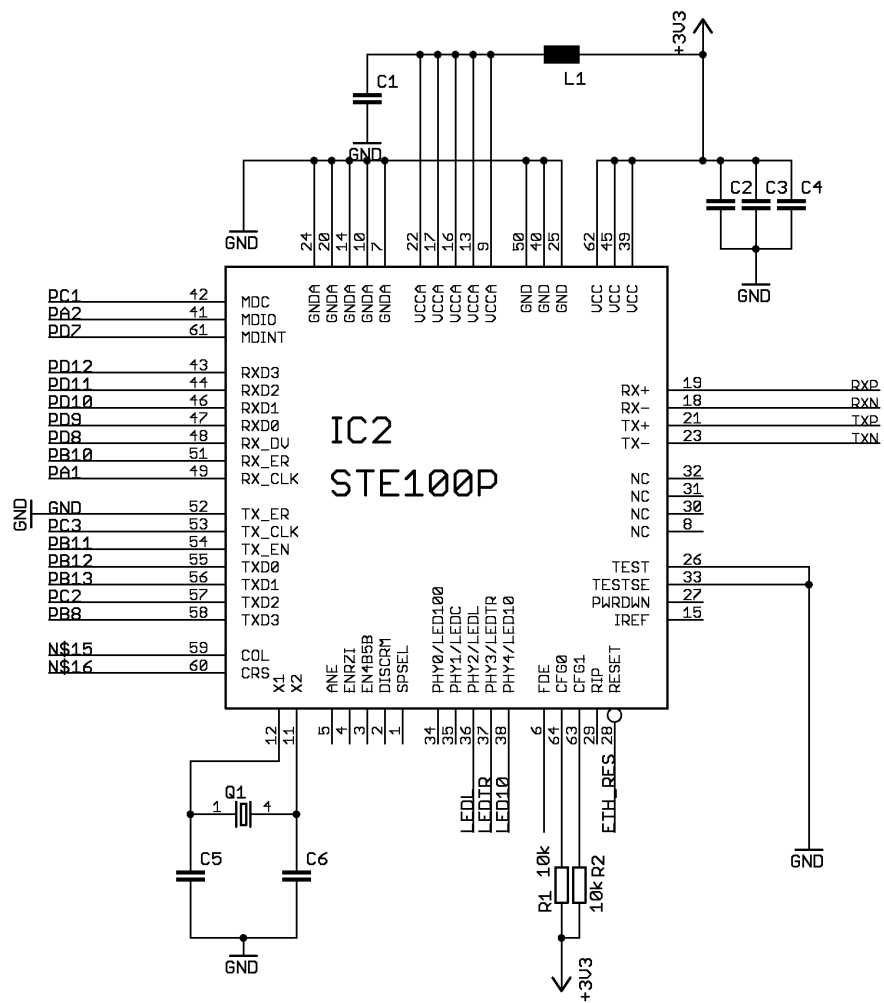 +3V3
L1
C1
GND
C2 C3 C4
GND
GND
24 20 14 10 7 22 17 16 13 9 50 40 25 62 45 39
GNDA GNDA GNDA GNDA GNDA VCCA VCCA VCCA VCCA VCCA GND GND GND VCC VCC VCC
PC1 42 MDC
PA2 41 MDIO
PD7 61 MDINT
PD12 43 RXD3
PD11 44 RXD2 RX+ 19 RXP
PD10 46 RXD1 RX- 18 RXN
PD9 47 RXD0 TX+ 21 TXP
PD8 48 RX_DV TX- 23 TXN
IC2
PB10 51 RX_ER
PA1 49 RX_CLK NC 32
STE100P
NC 31
GND GND 52 TX_ER NC 30
PC3 53 TX_CLK NC 8
PB11 54 TX_EN
PB12 55 TXD0 TEST 26
PB13 56 TXD1 TESTSE 33
PC2 57 TXD2 PWRDWN 27
PB8 58 TXD3 IREF 15
N$15 59 COL
N$16 60 CRS
X1 X2 ANE ENRZI EN4B5B DISCRM SPSEL PHY0/LED100 PHY1/LEDC PHY2/LEDL PHY3/LEDTR PHY4/LED10 FDE CFG0 CFG1 RIP RESET
12 11 5 4 3 2 1 34 35 36 37 38 6 64 63 29 28
LEDL LEDTR LED10 ETH_RES
Q1
1 4
C5 C6
R1 10k
10k R2
GND
GND
+3V3